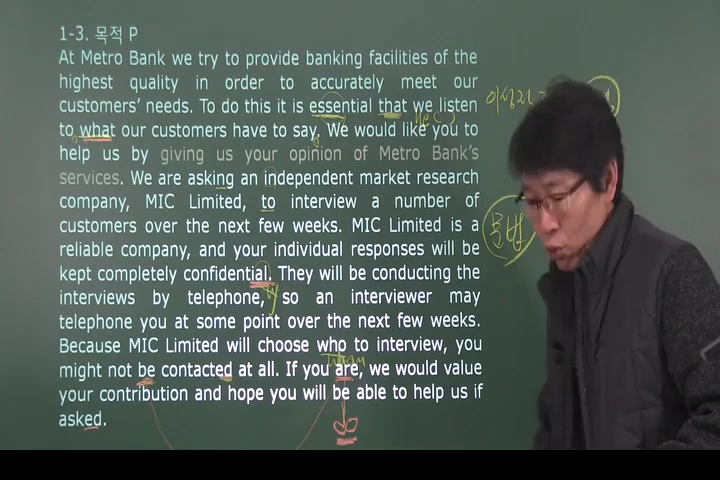 1-3. 목적 P
At Metro Bank we try to provide banking facilities of the
highest quality in order to accurately meet our
customers' needs. To do this it is essential that we listen
to what our customers have to say. We would like you to
help us by giving us your opinion of Metro Bank's
services. We are asking an independent market research
company, MIC Limited, to interview a number of
customers over the next few weeks. MIC Limited is a
reliable company, and your individual responses will be
kept completely confidential. They will be conducting the
interviews by telephone, so an interviewer may
telephone you at some point over the next few weeks.
Because MIC Limited will choose who to interview, you
might not be contacted at all. If you are, we would value
your contribution and hope you will be able to help us if
asked.